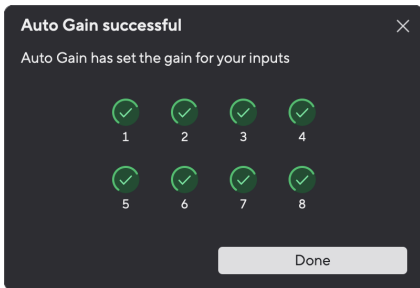 Auto Gain successful
Auto Gain has set the gain for your inputs
1 2 3 4
5 6 7 8
Done